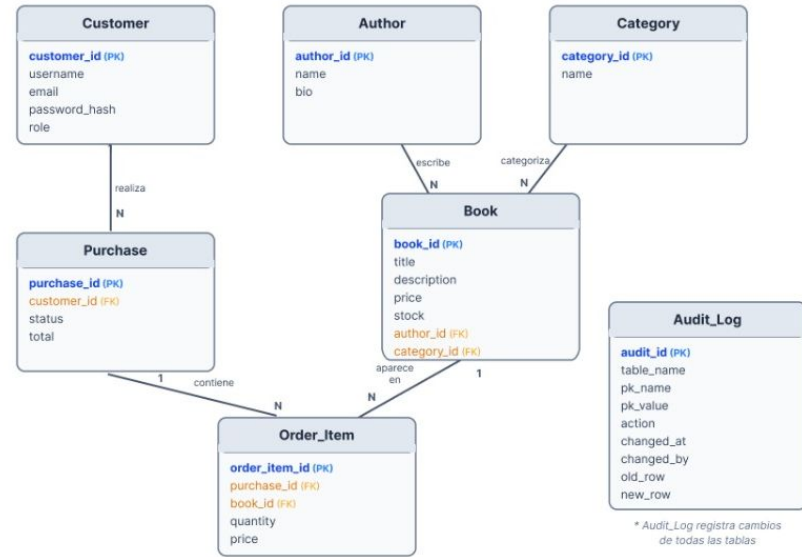 Customer
customer_id (PK)
username
email
password_hash
role
Author
author_id (PK)
name
bio
Category
category_id (PK)
name
realiza
N
escribe
N
categoriza
N
Purchase
purchase_id (PK)
customer_id (FK)
status
total
Book
book_id (PK)
title
description
price
stock
author_id (FK)
category_id (FK)
Audit_Log
audit_id (PK)
table_name
pk_name
pk_value
action
changed_at
changed_by
old_row
new_row
* Audit_Log registra cambios
de todas las tablas
1
contiene
N
aparece
en
1
N
Order_Item
order_item_id (PK)
purchase_id (FK)
book_id (FK)
quantity
price